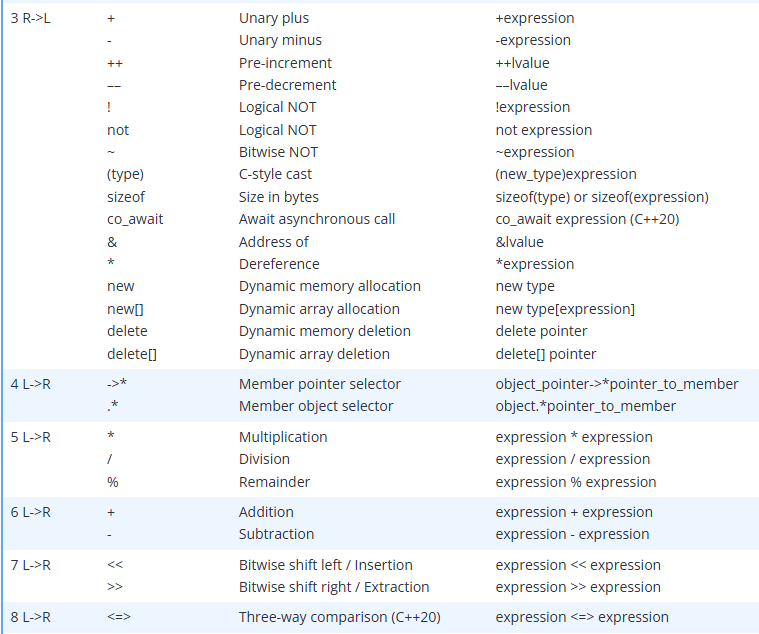 3 R->L + Unary plus +expression
- Unary minus -expression
++ Pre-increment ++lvalue
−− Pre-decrement −−lvalue
! Logical NOT !expression
not Logical NOT not expression
~ Bitwise NOT ~expression
(type) C-style cast (new_type)expression
sizeof Size in bytes sizeof(type) or sizeof(expression)
co_await Await asynchronous call co_await expression (C++20)
& Address of &lvalue
* Dereference *expression
new Dynamic memory allocation new type
new[] Dynamic array allocation new type[expression]
delete Dynamic memory deletion delete pointer
delete[] Dynamic array deletion delete[] pointer
4 L->R ->* Member pointer selector object_pointer->*pointer_to_member
.* Member object selector object.*pointer_to_member
5 L->R * Multiplication expression * expression
/ Division expression / expression
% Remainder expression % expression
6 L->R + Addition expression + expression
- Subtraction expression - expression
7 L->R << Bitwise shift left / Insertion expression << expression
>> Bitwise shift right / Extraction expression >> expression
8 L->R <=> Three-way comparison (C++20) expression <=> expression